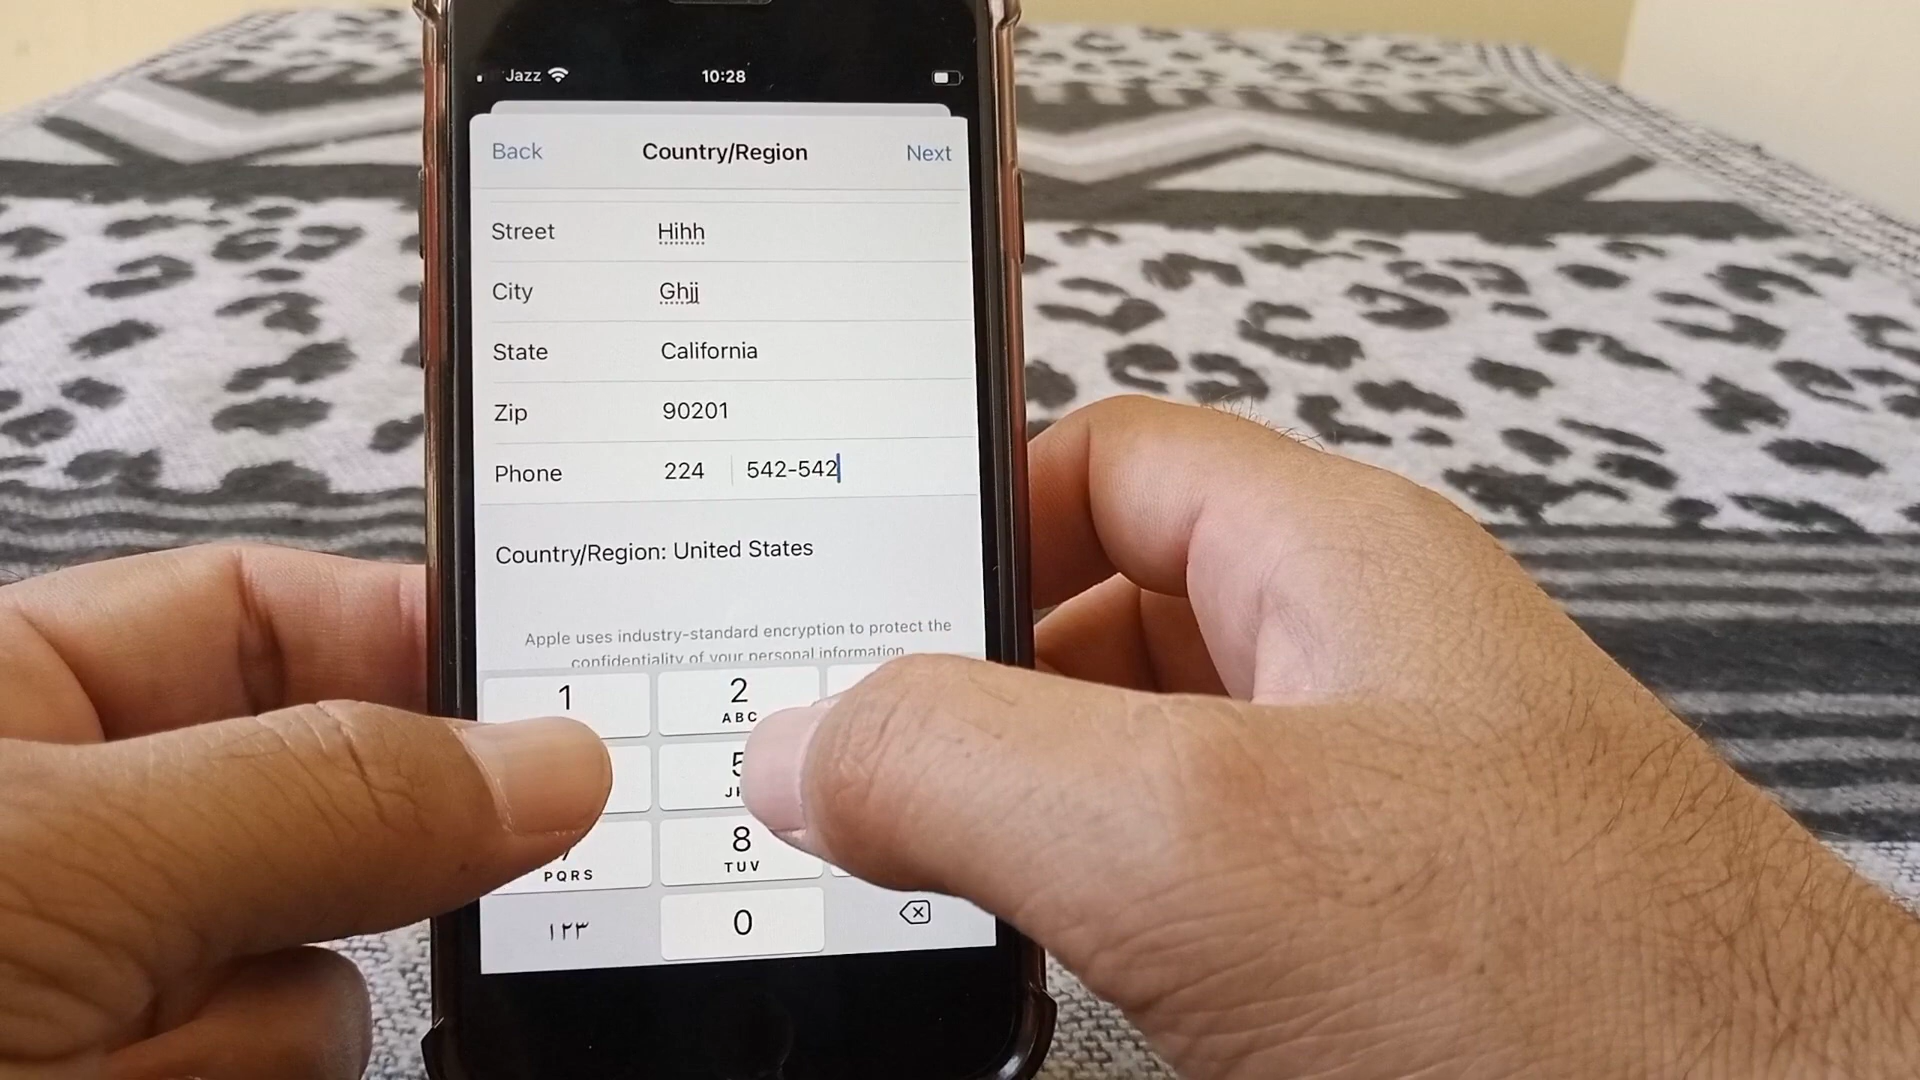 Jazz 10:28
Back Country/Region Next
Street Hihh
City Ghjj
State California
Zip 90201
Phone 224 542-542
Country/Region: United States
Apple uses industry-standard encryption to protect the
confidentiality of your personal information
1 2
ABC
5
8
PQRS TUV
١٢٣ 0